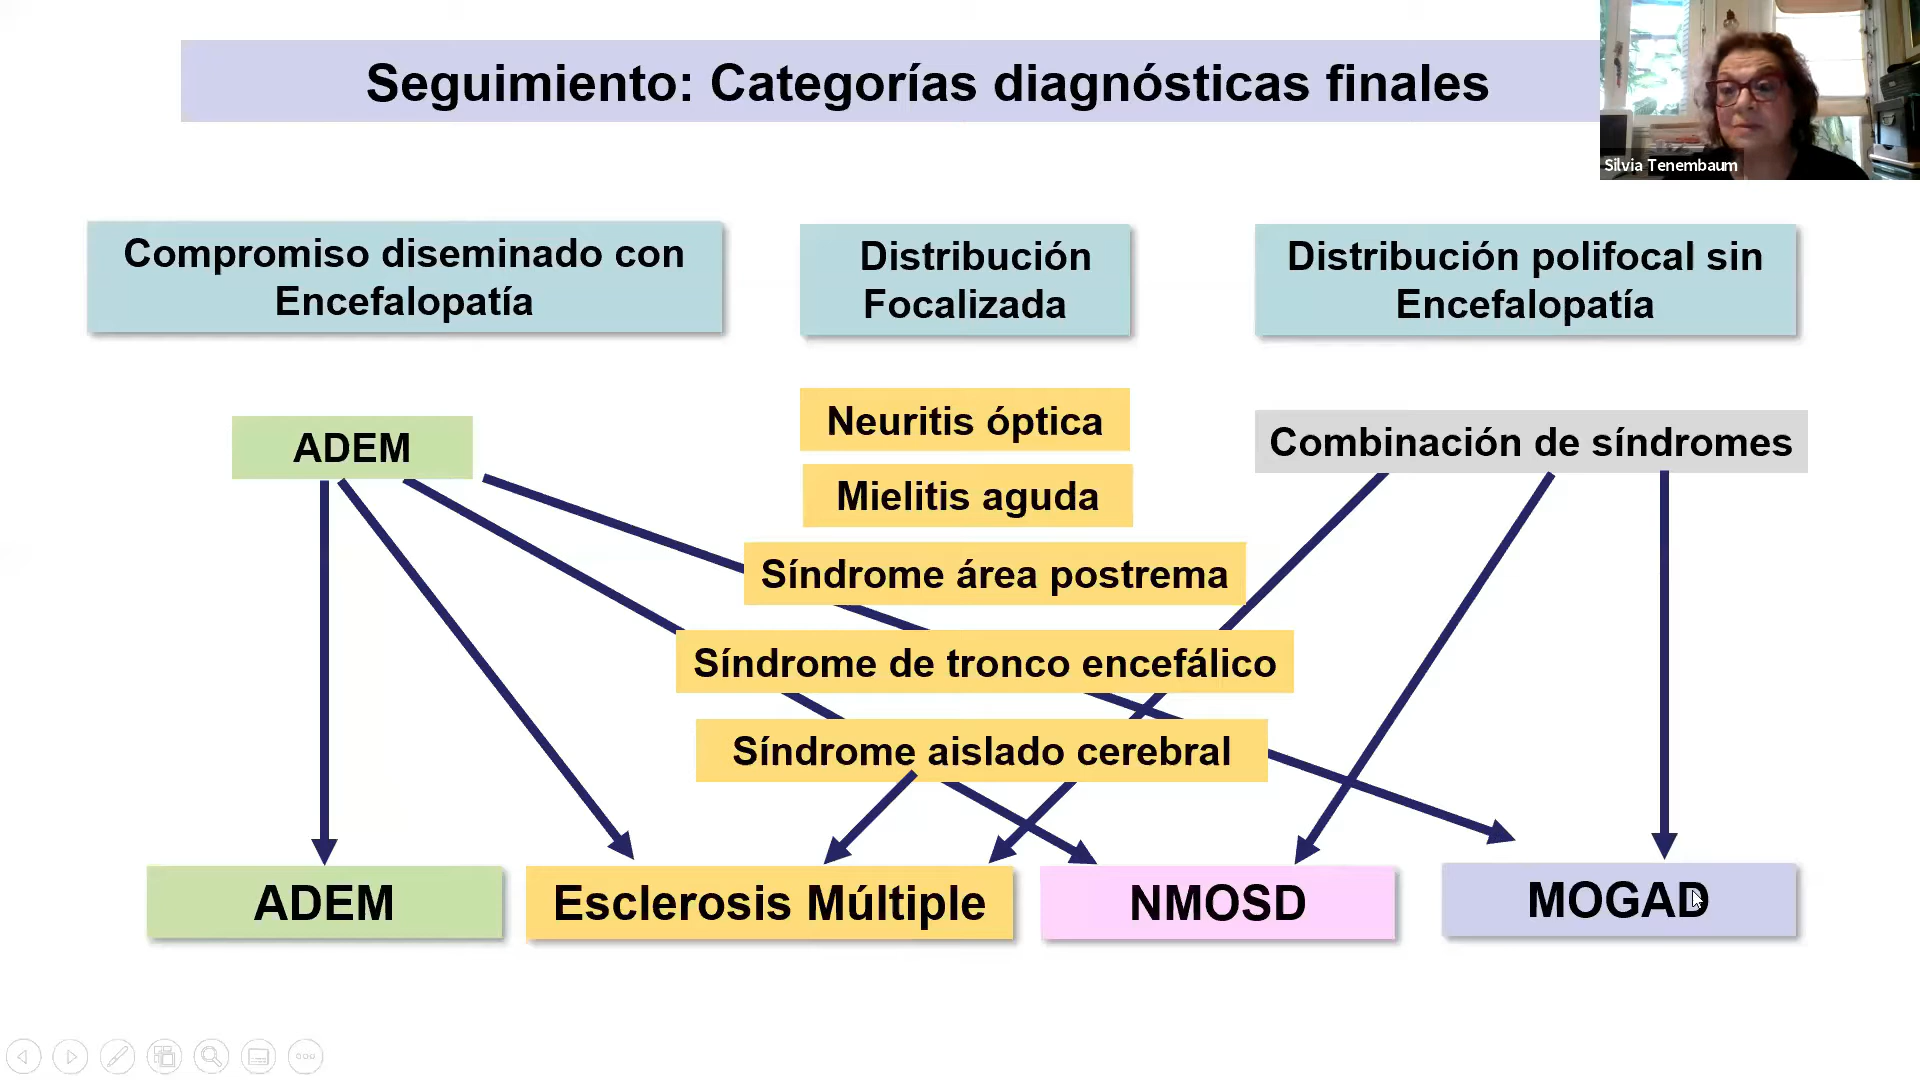 Seguimiento: Categorías diagnósticas finales
Silvia Tenembaum
Compromiso diseminado con
Encefalopatía
Distribución
Focalizada
Distribución polifocal sin
Encefalopatía
ADEM
Neuritis óptica
Mielitis aguda
Síndrome área postrema
Síndrome de tronco encefálico
Síndrome aislado cerebral
Combinación de síndromes
ADEM
Esclerosis Múltiple
NMOSD
MOGAD